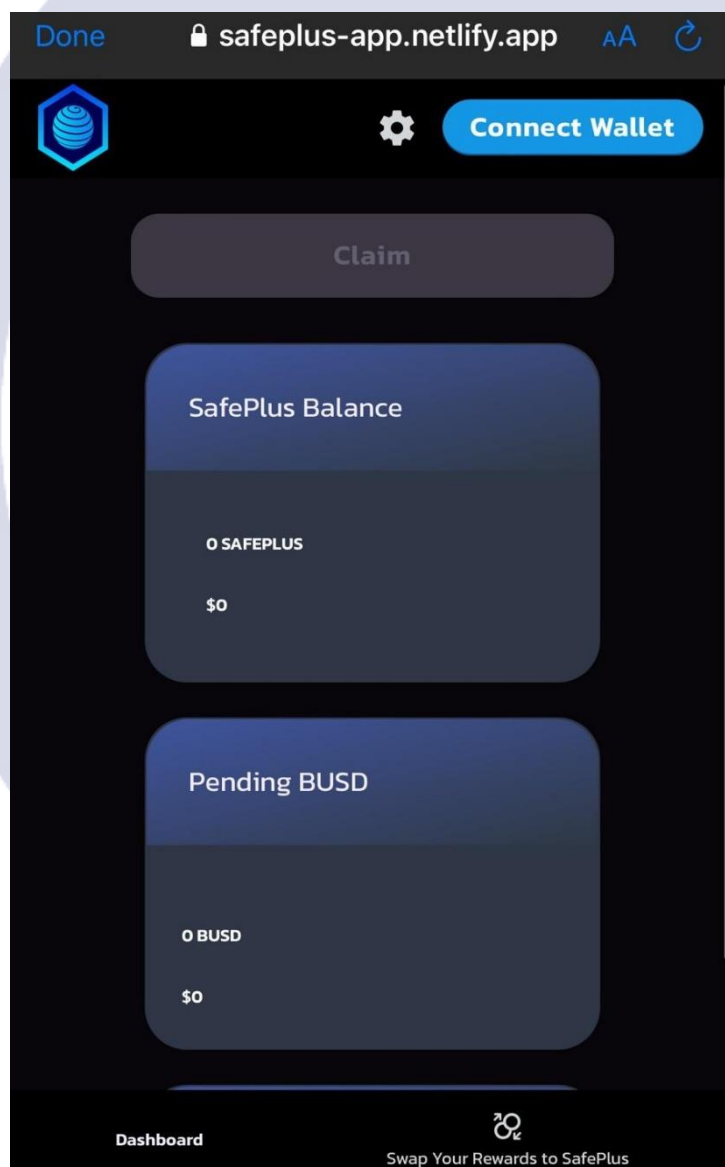 Done
safeplus-app.netlify.app
AA
Connect Wallet
Claim
SafePlus Balance
0 SAFEPLUS
$0
Pending BUSD
0 BUSD
$0
Dashboard
Swap Your Rewards to SafePlus